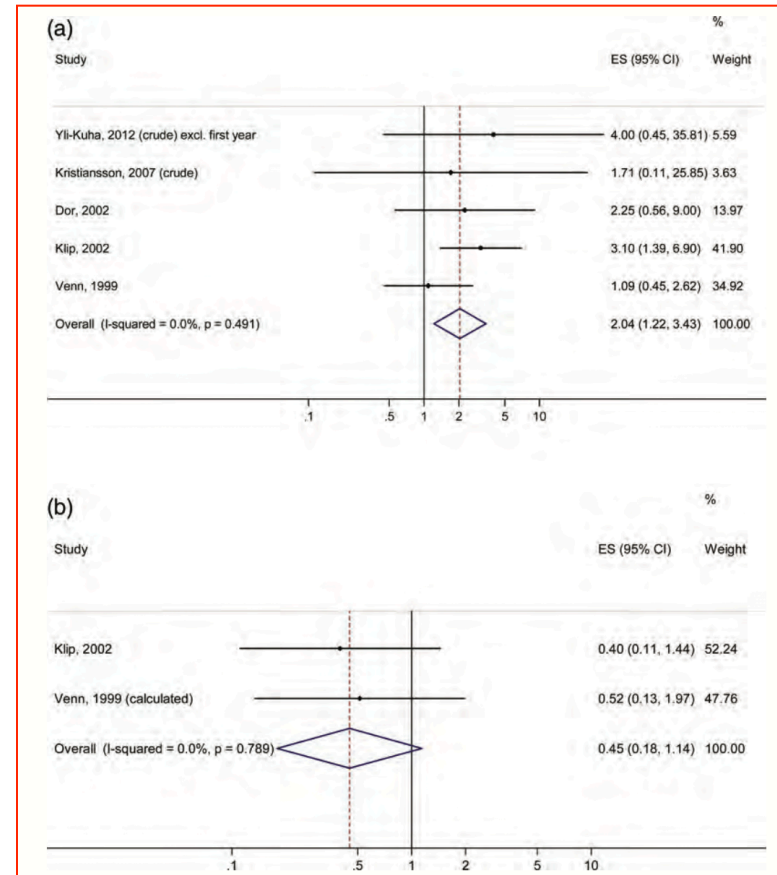 (a)
%
Study ES (95% CI) Weight
Yli-Kuha, 2012 (crude) excl. first year 4.00 (0.45, 35.81) 5.59
Kristiansson, 2007 (crude) 1.71 (0.11, 25.85) 3.63
Dor, 2002 2.25 (0.56, 9.00) 13.97
Klip, 2002 3.10 (1.39, 6.90) 41.90
Venn, 1999 1.09 (0.45, 2.62) 34.92
Overall (I-squared = 0.0%, p = 0.491) 2.04 (1.22, 3.43) 100.00
.1 .5 1 2 5 10
(b)
%
Study ES (95% CI) Weight
Klip, 2002 0.40 (0.11, 1.44) 52.24
Venn, 1999 (calculated) 0.52 (0.13, 1.97) 47.76
Overall (I-squared = 0.0%, p = 0.789) 0.45 (0.18, 1.14) 100.00
.1 .5 1 2 5 10